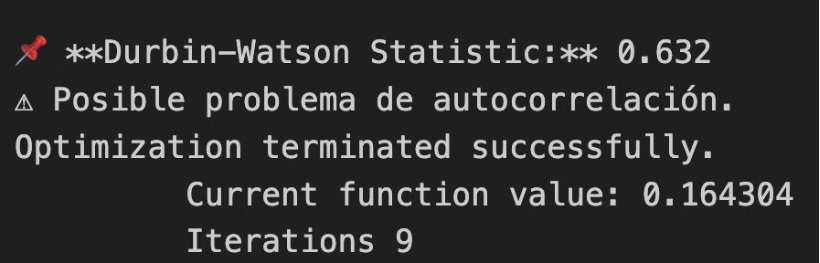 📌 **Durbin-Watson Statistic:** 0.632
⚠ Posible problema de autocorrelación.
Optimization terminated successfully.
         Current function value: 0.164304
         Iterations 9